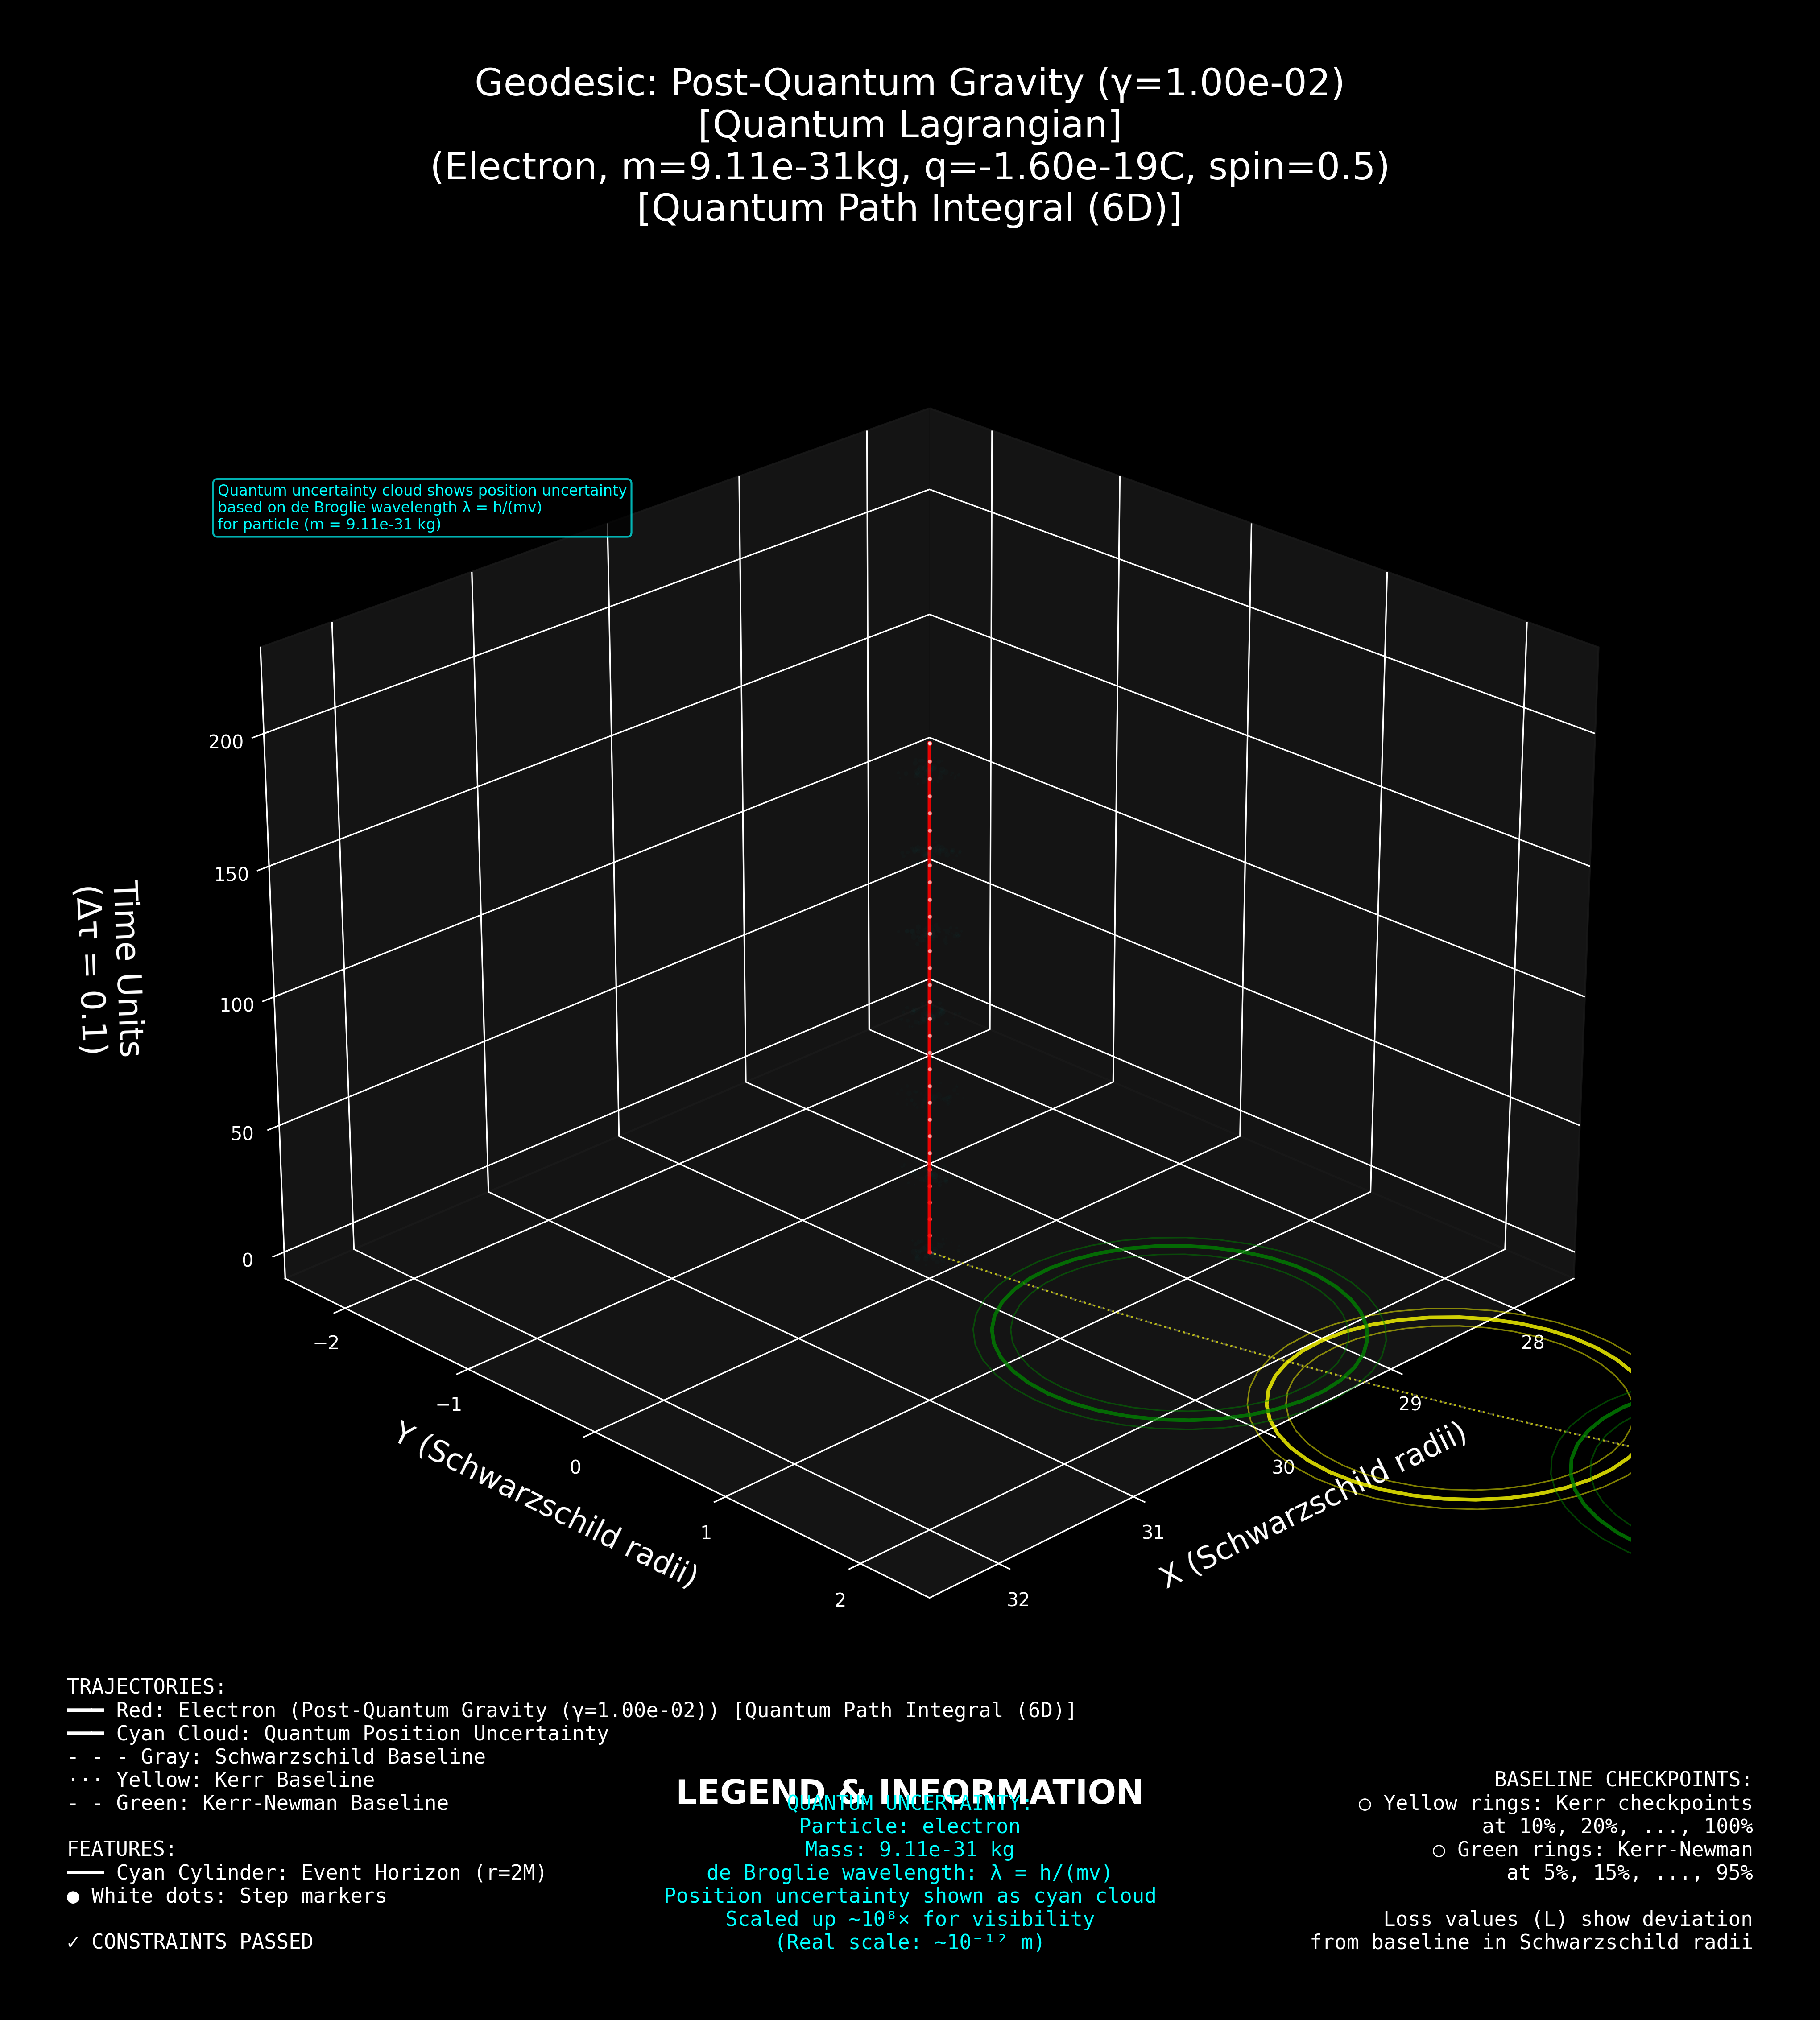 Geodesic: Post-Quantum Gravity (γ=1.00e-02)
[Quantum Lagrangian]
(Electron, m=9.11e-31kg, q=-1.60e-19C, spin=0.5)
[Quantum Path Integral (6D)]
Quantum uncertainty cloud shows position uncertainty
based on de Broglie wavelength λ = h/(mv)
for particle (m = 9.11e-31 kg)
200
150
100
50
0
Time Units
(Δτ = 0.1)
−2
−1
0
1
2
Y (Schwarzschild radii)
28
29
30
31
32
X (Schwarzschild radii)
TRAJECTORIES:
━━━ Red: Electron (Post-Quantum Gravity (γ=1.00e-02)) [Quantum Path Integral (6D)]
━━━ Cyan Cloud: Quantum Position Uncertainty
- - - Gray: Schwarzschild Baseline
··· Yellow: Kerr Baseline
- - Green: Kerr-Newman Baseline
FEATURES:
━━━ Cyan Cylinder: Event Horizon (r=2M)
● White dots: Step markers
✓ CONSTRAINTS PASSED
LEGEND & INFORMATION
QUANTUM UNCERTAINTY:
Particle: electron
Mass: 9.11e-31 kg
de Broglie wavelength: λ = h/(mv)
Position uncertainty shown as cyan cloud
Scaled up ~10⁸× for visibility
(Real scale: ~10⁻¹² m)
BASELINE CHECKPOINTS:
○ Yellow rings: Kerr checkpoints
at 10%, 20%, ..., 100%
○ Green rings: Kerr-Newman
at 5%, 15%, ..., 95%
Loss values (L) show deviation
from baseline in Schwarzschild radii